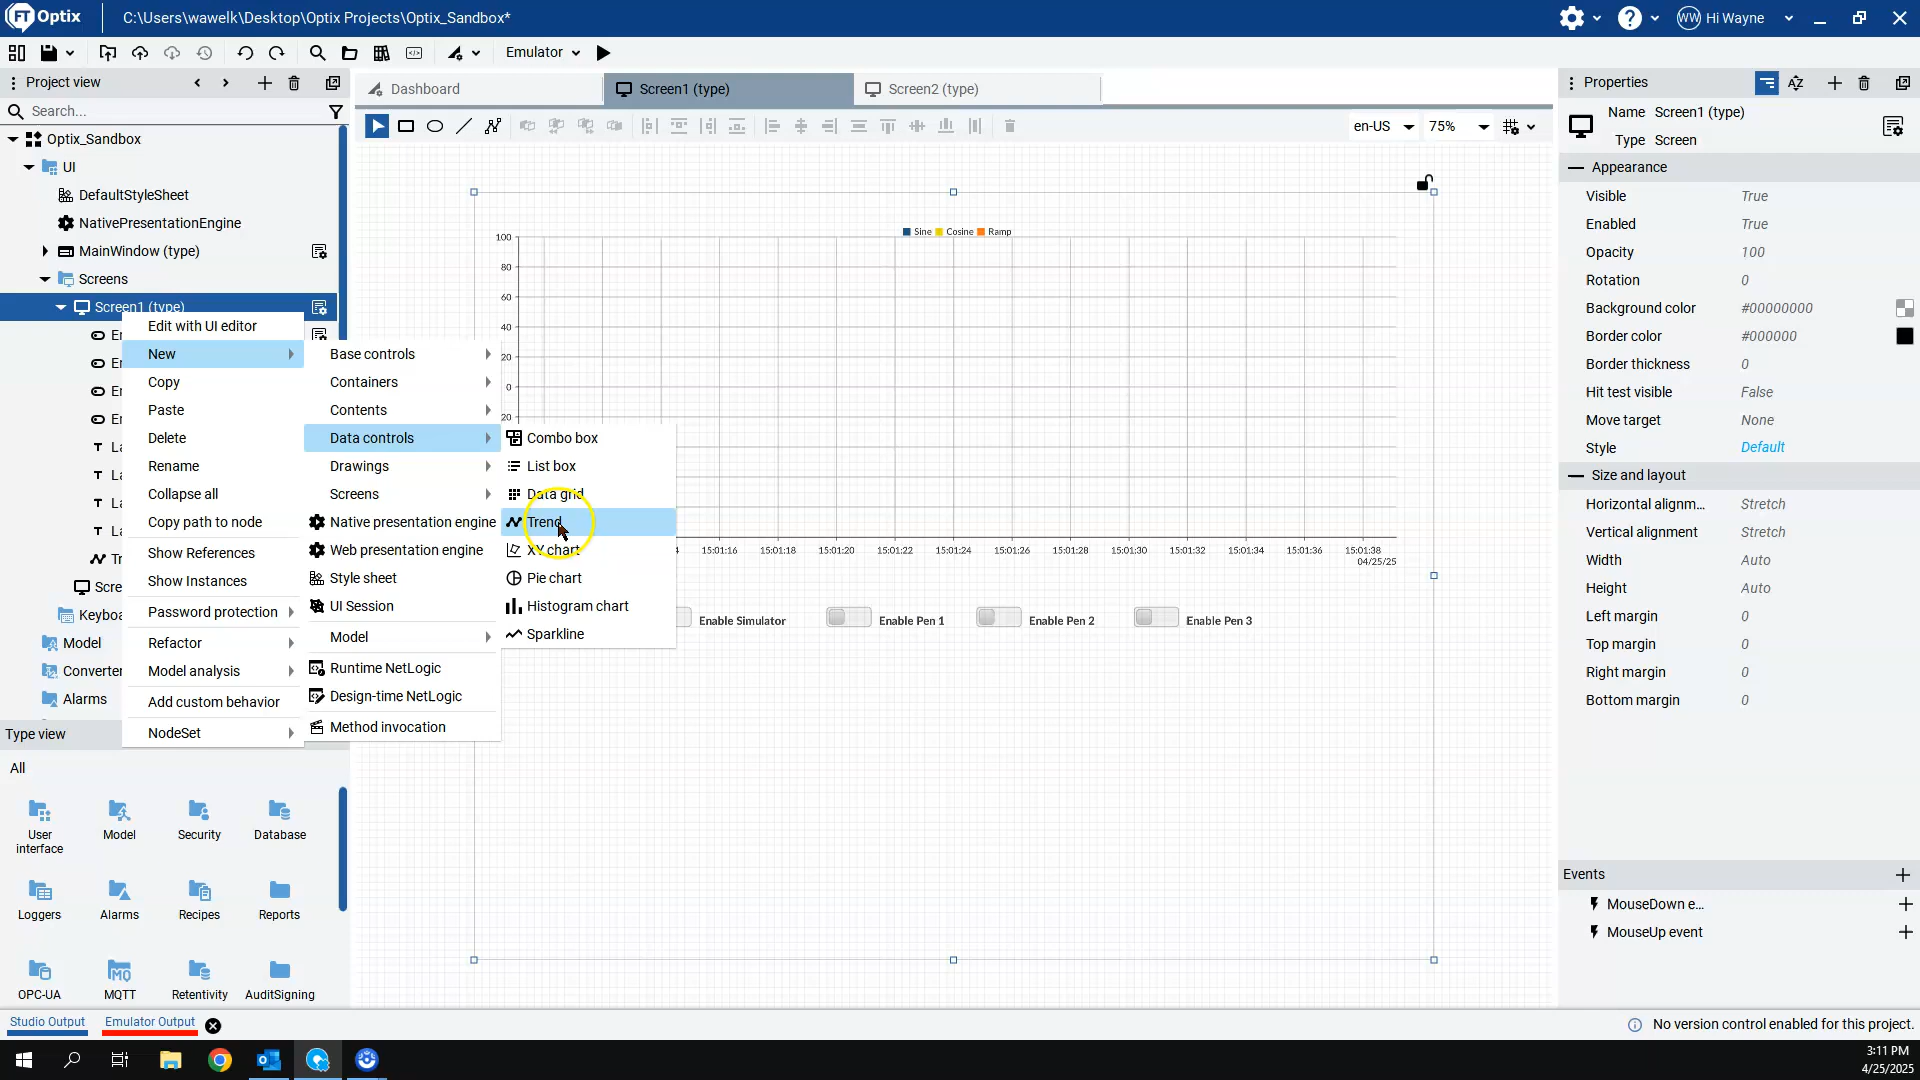 FT Optix
C:\Users\wawelk\Desktop\Optix Projects\Optix_Sandbox*
WW Hi Wayne
Emulator
Project view
Search...
Optix_Sandbox
UI
DefaultStyleSheet
NativePresentationEngine
MainWindow (type)
Screens
Screen1 (type)
Scre
Keyboa
Model
Converter
Alarms
Edit with UI editor
New
Copy
Paste
Delete
Rename
Collapse all
Copy path to node
Show References
Show Instances
Password protection
Refactor
Model analysis
Add custom behavior
NodeSet
Base controls
Containers
Contents
Data controls
Drawings
Screens
Native presentation engine
Web presentation engine
Style sheet
UI Session
Model
Runtime NetLogic
Design-time NetLogic
Method invocation
Combo box
List box
Data grid
Trend
XY chart
Pie chart
Histogram chart
Sparkline
Type view
All
User interface
Model
Security
Database
Loggers
Alarms
Recipes
Reports
OPC-UA
MQTT
Retentivity
AuditSigning
Dashboard
Screen1 (type)
Screen2 (type)
en-US
75%
Sine Cosine Ramp
100
80
60
40
20
0
20
4 15:01:16 15:01:18 15:01:20 15:01:22 15:01:24 15:01:26 15:01:28 15:01:30 15:01:32 15:01:34 15:01:36 15:01:38
04/25/25
Enable Simulator
Enable Pen 1
Enable Pen 2
Enable Pen 3
Properties
Name Screen1 (type)
Type Screen
Appearance
Visible True
Enabled True
Opacity 100
Rotation 0
Background color #00000000
Border color #000000
Border thickness 0
Hit test visible False
Move target None
Style Default
Size and layout
Horizontal alignm... Stretch
Vertical alignment Stretch
Width Auto
Height Auto
Left margin 0
Top margin 0
Right margin 0
Bottom margin 0
Events
MouseDown e...
MouseUp event
Studio Output
Emulator Output
No version control enabled for this project.
3:11 PM
4/25/2025